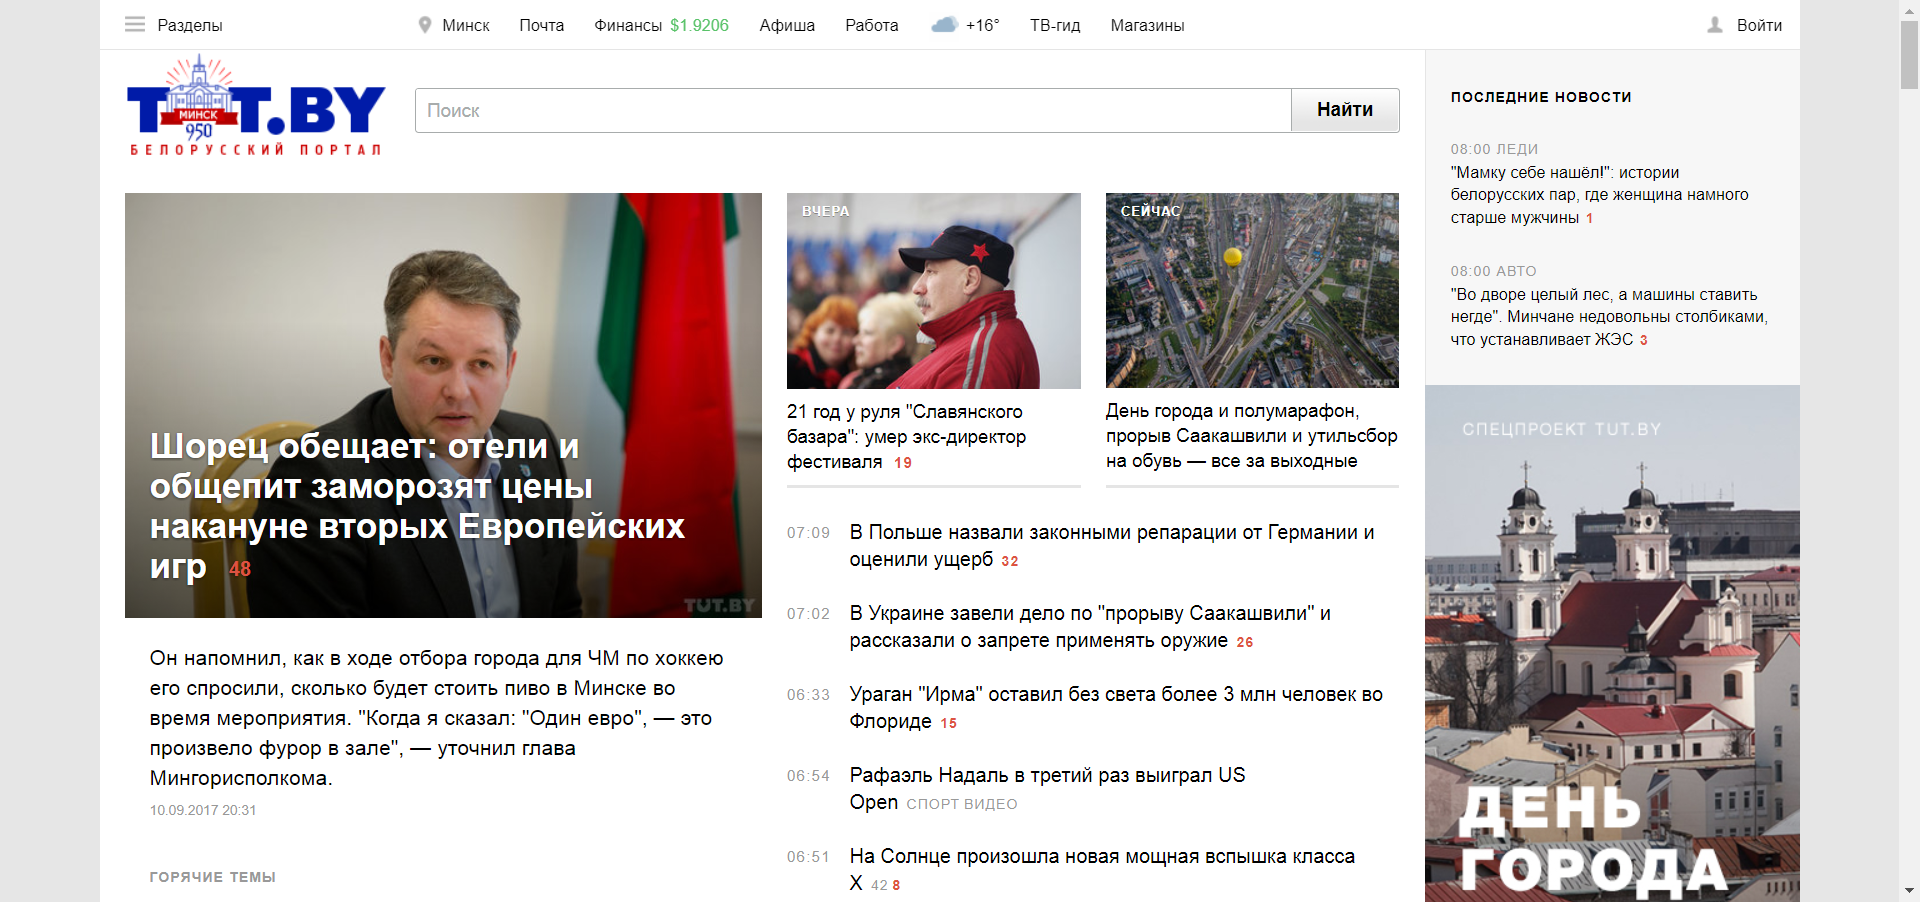 Разделы
Минск
Почта
Финансы $1.9206
Афиша
Работа
+16°
ТВ-гид
Магазины
Войти
TUT.BY
МИНСК
950
БЕЛОРУССКИЙ ПОРТАЛ
Поиск
Найти
Шорец обещает: отели и
общепит заморозят цены
накануне вторых Европейских
игр 48
TUT.BY
Он напомнил, как в ходе отбора города для ЧМ по хоккею
его спросили, сколько будет стоить пиво в Минске во
время мероприятия. "Когда я сказал: "Один евро", — это
произвело фурор в зале", — уточнил глава
Мингорисполкома.
10.09.2017 20:31
ГОРЯЧИЕ ТЕМЫ
ВЧЕРА
21 год у руля "Славянского
базара": умер экс-директор
фестиваля 19
СЕЙЧАС
TUT.BY
День города и полумарафон,
прорыв Саакашвили и утильсбор
на обувь — все за выходные
07:09 В Польше назвали законными репарации от Германии и
оценили ущерб 32
07:02 В Украине завели дело по "прорыву Саакашвили" и
рассказали о запрете применять оружие 26
06:33 Ураган "Ирма" оставил без света более 3 млн человек во
Флориде 15
06:54 Рафаэль Надаль в третий раз выиграл US
Open СПОРТ ВИДЕО
06:51 На Солнце произошла новая мощная вспышка класса
X 42 8
ПОСЛЕДНИЕ НОВОСТИ
08:00 ЛЕДИ
"Мамку себе нашёл!": истории
белорусских пар, где женщина намного
старше мужчины 1
08:00 АВТО
"Во дворе целый лес, а машины ставить
негде". Минчане недовольны столбиками,
что устанавливает ЖЭС 3
СПЕЦПРОЕКТ TUT.BY
ДЕНЬ
ГОРОДА